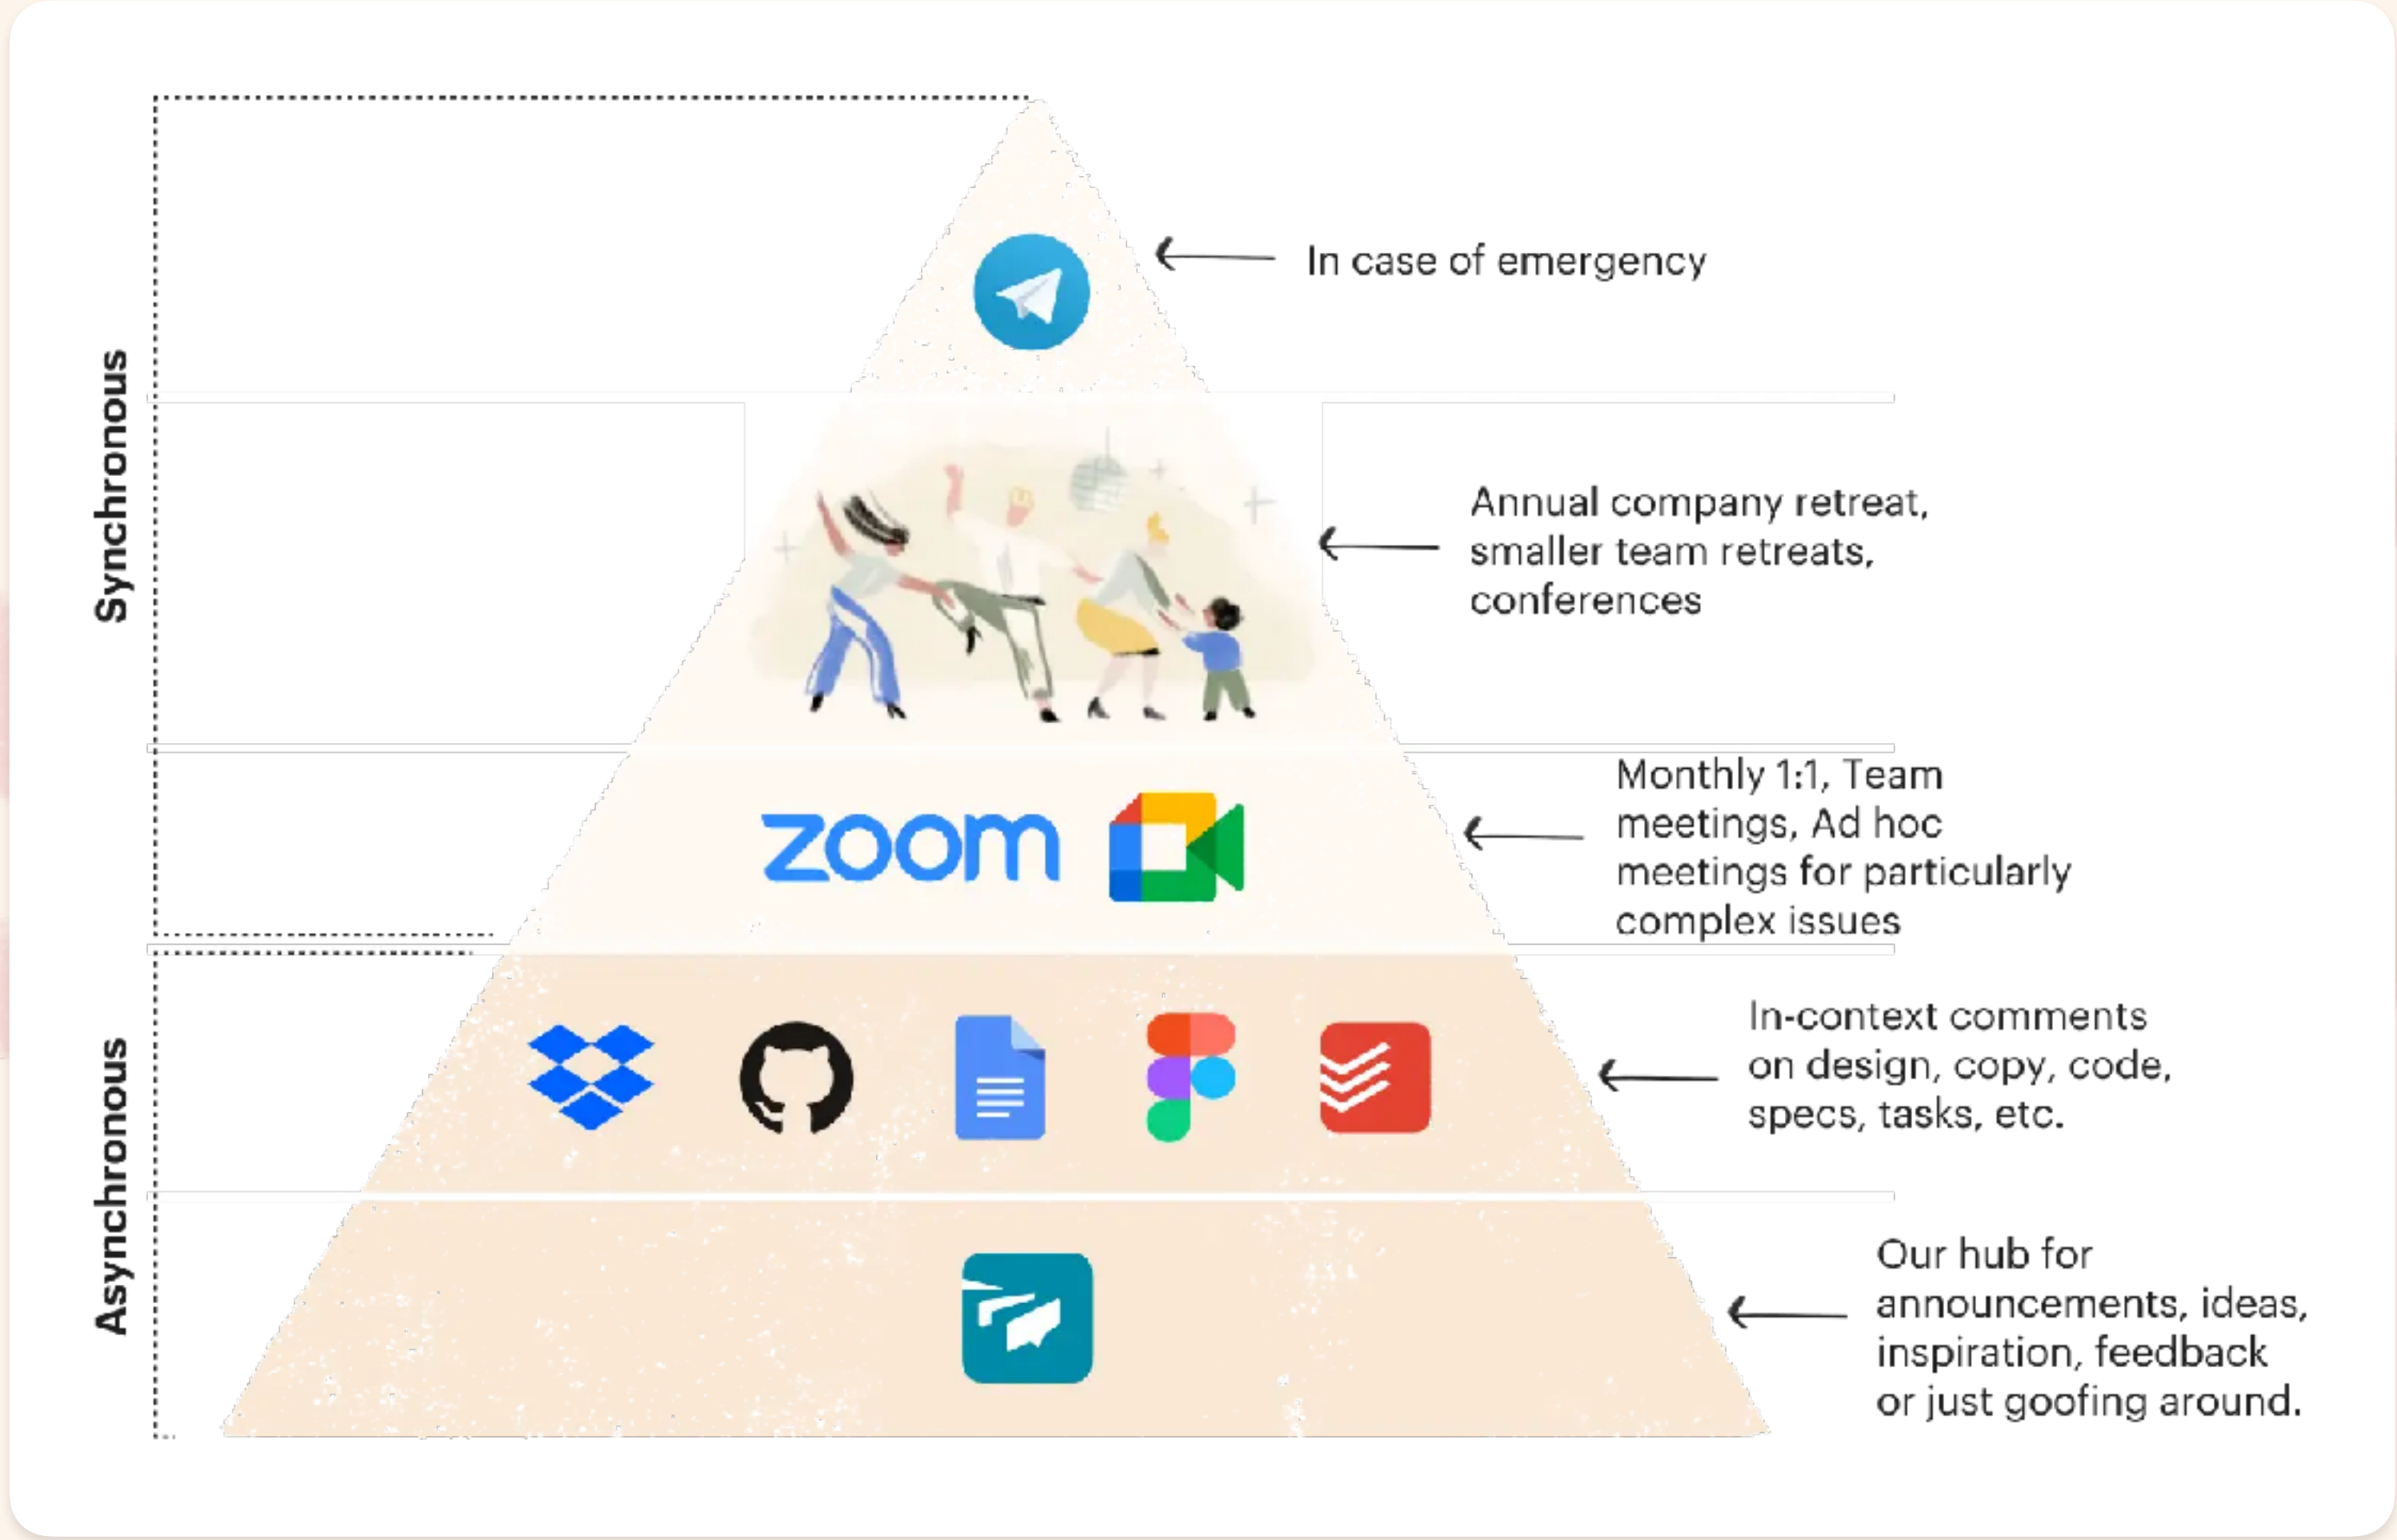 Synchronous
In case of emergency
Annual company retreat,
smaller team retreats,
conferences
zoom
Monthly 1:1, Team
meetings, Ad hoc
meetings for particularly
complex issues
Asynchronous
In-context comments
on design, copy, code,
specs, tasks, etc.
Our hub for
announcements, ideas,
inspiration, feedback
or just goofing around.